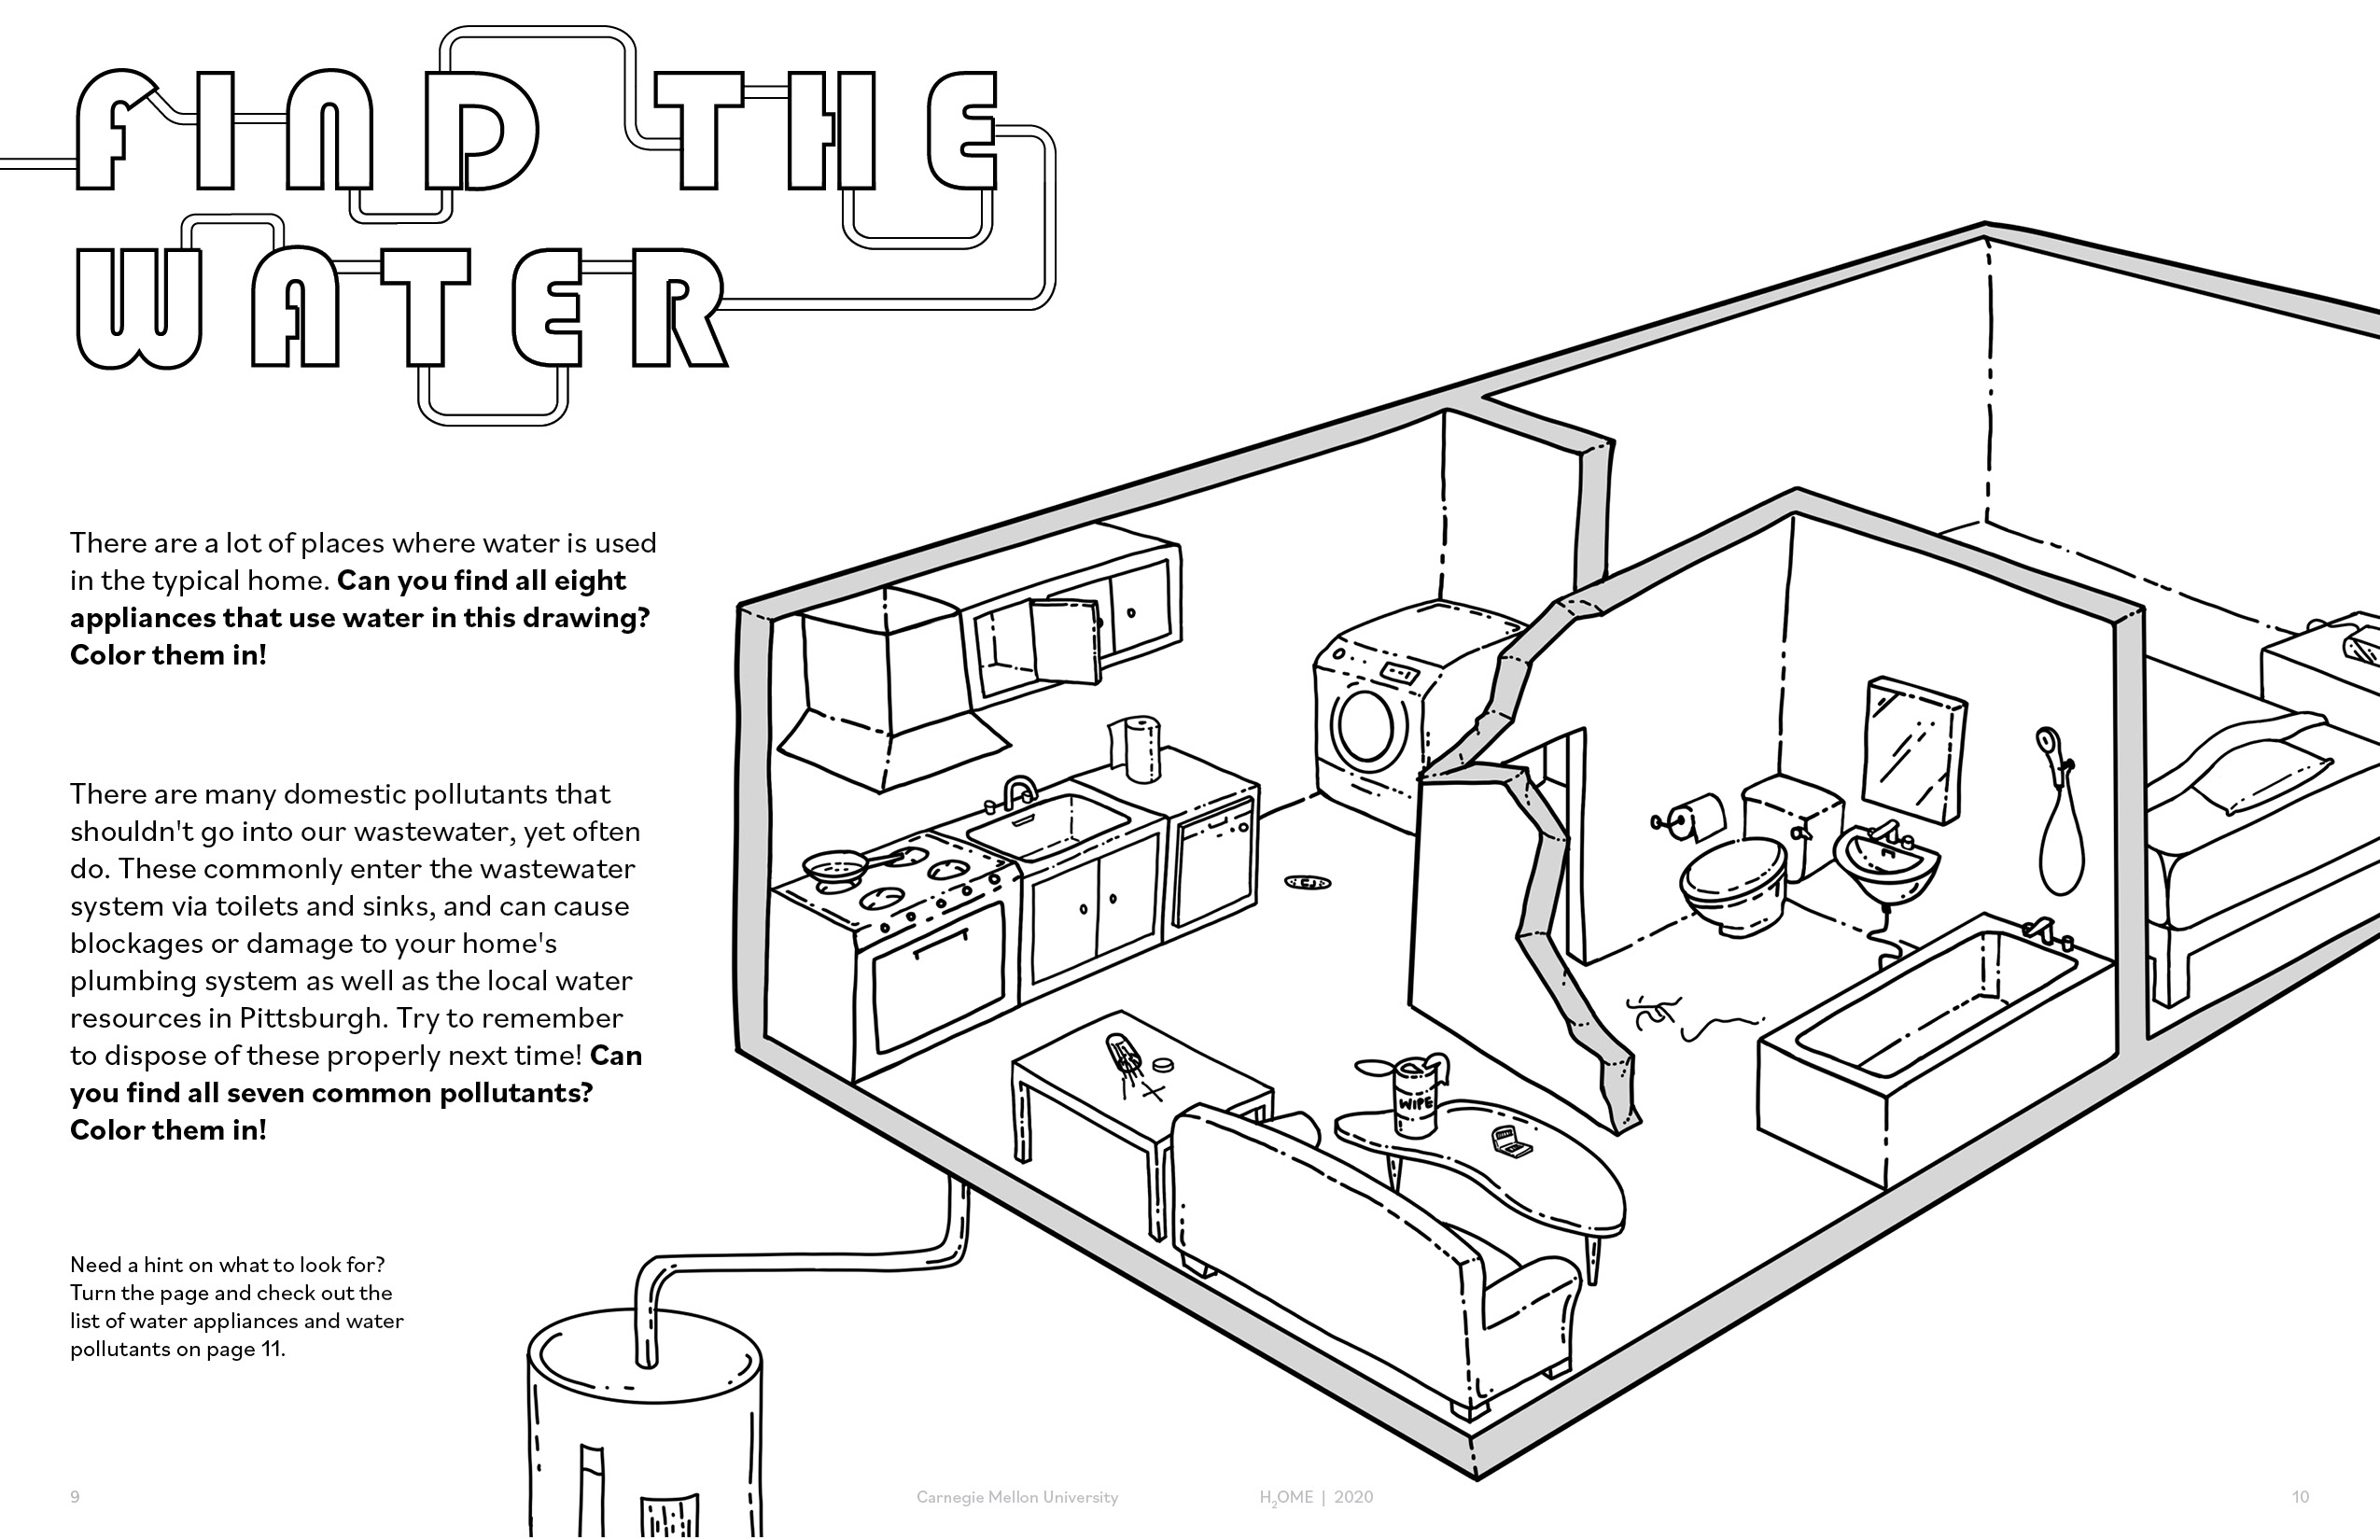 FIND THE
WATER
There are a lot of places where water is used
in the typical home. Can you find all eight
appliances that use water in this drawing?
Color them in!
There are many domestic pollutants that
shouldn't go into our wastewater, yet often
do. These commonly enter the wastewater
system via toilets and sinks, and can cause
blockages or damage to your home's
plumbing system as well as the local water
resources in Pittsburgh. Try to remember
to dispose of these properly next time! Can
you find all seven common pollutants?
Color them in!
Need a hint on what to look for?
Turn the page and check out the
list of water appliances and water
pollutants on page 11.
WIPE
9
Carnegie Mellon University
H₂OME | 2020
10